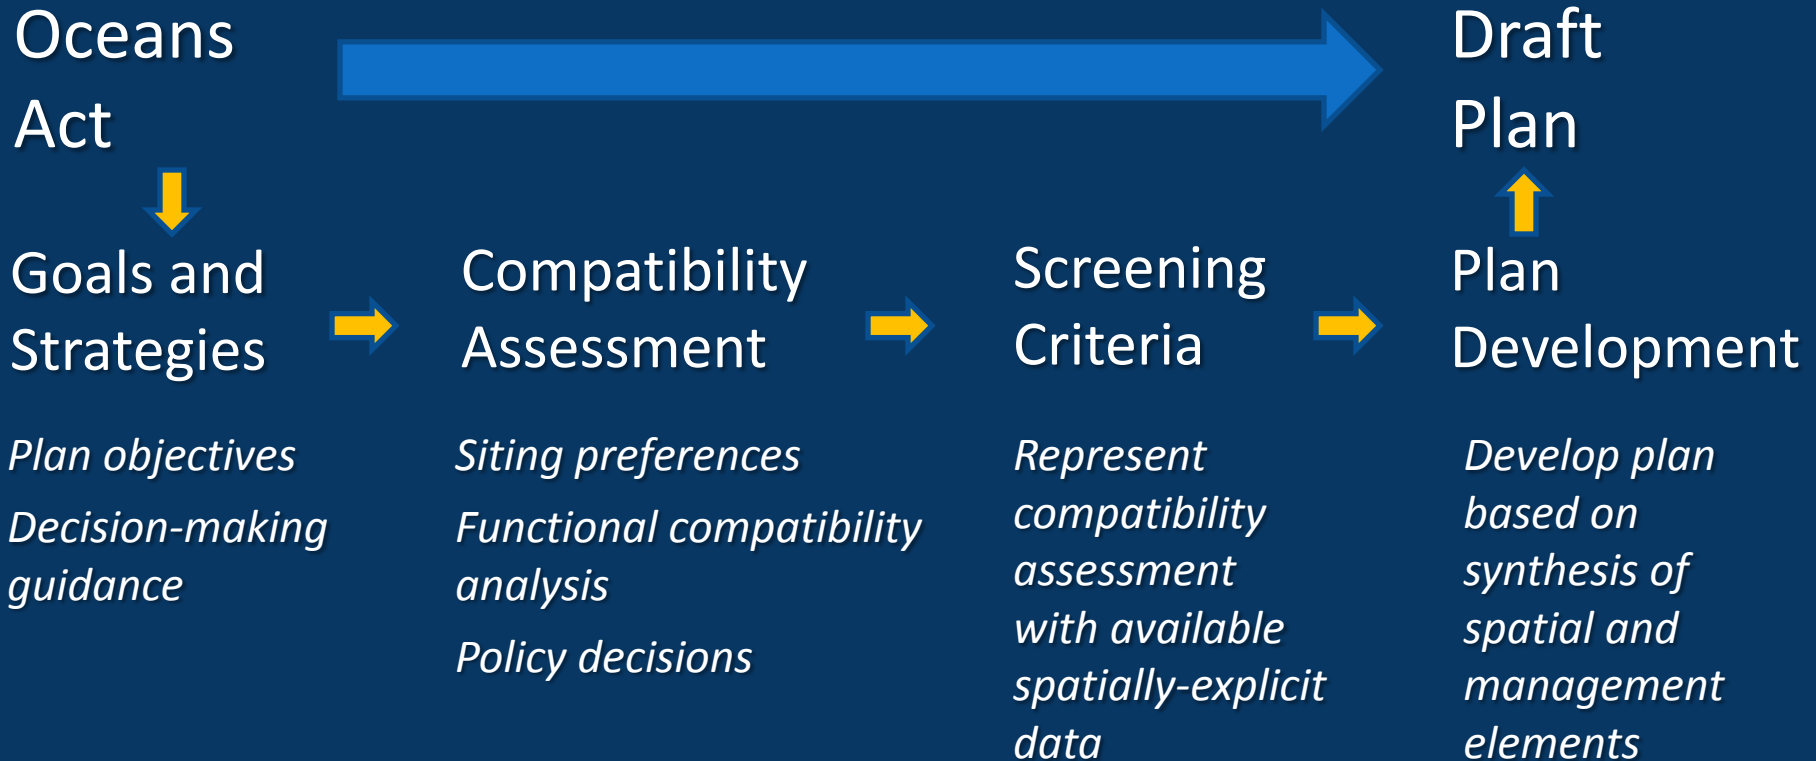 Oceans
Act
Draft
Plan
Goals and
Strategies
Compatibility
Assessment
Screening
Criteria
Plan
Development
Plan objectives
Decision-making
guidance
Siting preferences
Functional compatibility
analysis
Policy decisions
Represent
compatibility
assessment
with available
spatially-explicit
data
Develop plan
based on
synthesis of
spatial and
management
elements